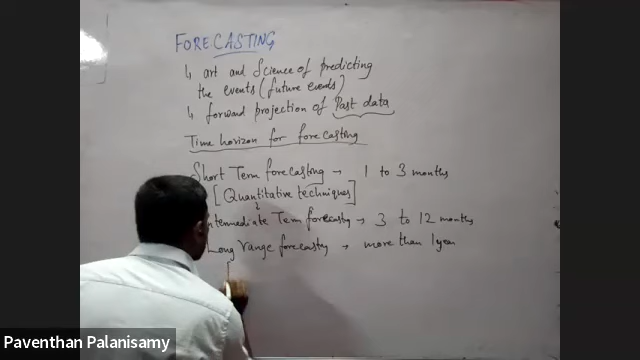 FORECASTING
↳ art and Science of predicting
the events (future events)
↳ forward projection of Past data
Time horizon for forecasting
Short Term forecasting → 1 to 3 months
[Quantitative techniques]
Intermediate Term forecasting → 3 to 12 months
Long range forecasting → more than 1 year
Paventhan Palanisamy